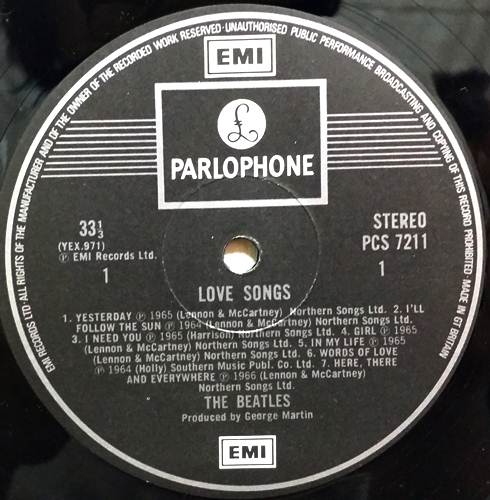 EMI RECORDS LTD · ALL RIGHTS OF THE MANUFACTURER AND OF THE OWNER OF THE RECORDED WORK RESERVED · UNAUTHORISED PUBLIC PERFORMANCE BROADCASTING AND COPYING OF THIS RECORD PROHIBITED · MADE IN GT BRITAIN
EMI
£
PARLOPHONE
33⅓
(YEX.971)
℗ EMI Records Ltd.
1
STEREO
PCS 7211
1
LOVE SONGS
1. YESTERDAY ℗ 1965 (Lennon & McCartney) Northern Songs Ltd. 2. I'LL
FOLLOW THE SUN ℗ 1964 (Lennon & McCartney) Northern Songs Ltd.
3. I NEED YOU ℗ 1965 (Harrison) Northern Songs Ltd. 4. GIRL ℗ 1965
(Lennon & McCartney) Northern Songs Ltd. 5. IN MY LIFE ℗ 1965
(Lennon & McCartney) Northern Songs Ltd. 6. WORDS OF LOVE
℗ 1964 (Holly) Southern Music Publ. Co. Ltd. 7. HERE, THERE
AND EVERYWHERE ℗ 1966 (Lennon & McCartney)
Northern Songs Ltd.
THE BEATLES
Produced by George Martin
EMI